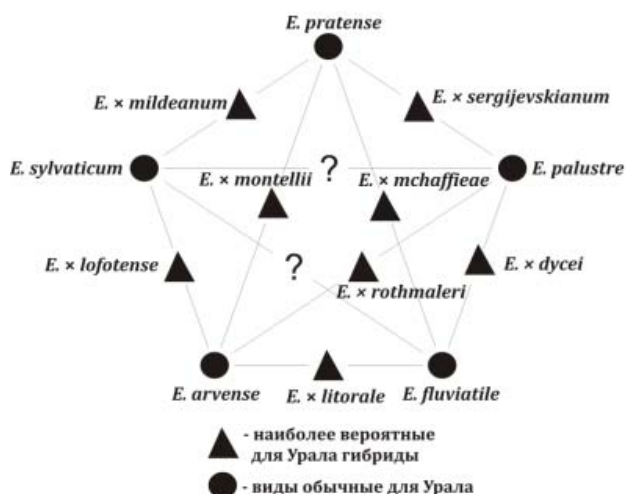 E. pratense
E. × mildeanum
E. × sergijevskianum
E. sylvaticum
?
E. palustre
E. × montellii
E. × mchaffieae
E. × lofotense
?
E. × rothmaleri
E. × dycei
E. arvense
E. × litorale
E. fluviatile
- наиболее вероятные
для Урала гибриды
- виды обычные для Урала